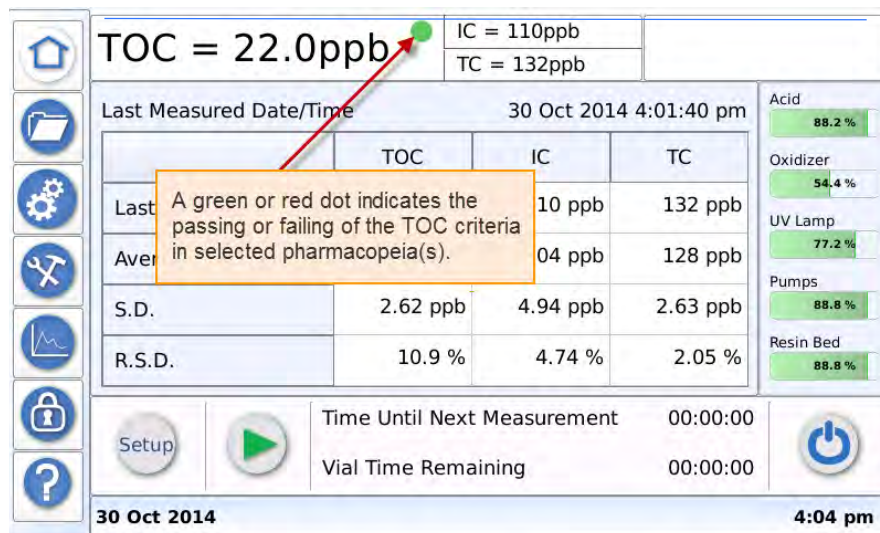 TOC = 22.0ppb
IC = 110ppb
TC = 132ppb
Last Measured Date/Time 30 Oct 2014 4:01:40 pm
TOC IC TC
Last 10 ppb 132 ppb
A green or red dot indicates the
passing or failing of the TOC criteria
in selected pharmacopeia(s).
04 ppb 128 ppb
S.D. 2.62 ppb 4.94 ppb 2.63 ppb
R.S.D. 10.9 % 4.74 % 2.05 %
Acid
88.2 %
Oxidizer
54.4 %
UV Lamp
77.2 %
Pumps
88.8 %
Resin Bed
88.8 %
Setup
Time Until Next Measurement 00:00:00
Vial Time Remaining 00:00:00
30 Oct 2014 4:04 pm